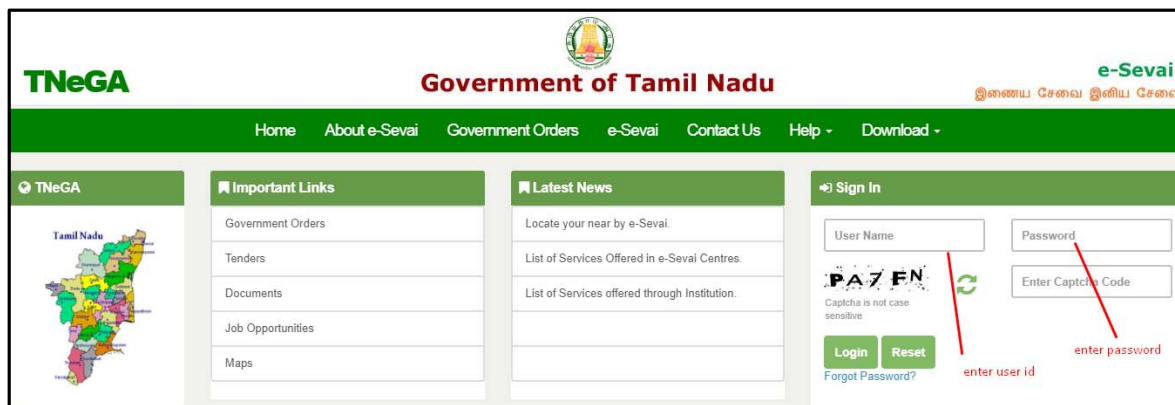 TNeGA
Government of Tamil Nadu
e-Sevai
இணைய சேவை இனிய சேவை
Home About e-Sevai Government Orders e-Sevai Contact Us Help Download
TNeGA
Tamil Nadu
Important Links
Government Orders
Tenders
Documents
Job Opportunities
Maps
Latest News
Locate your near by e-Sevai.
List of Services Offered in e-Sevai Centres.
List of Services offered through Institution.
Sign In
User Name
Password
PA7FN
Enter Captcha Code
Captcha is not case
sensitive
Login Reset
Forgot Password?
enter user id
enter password